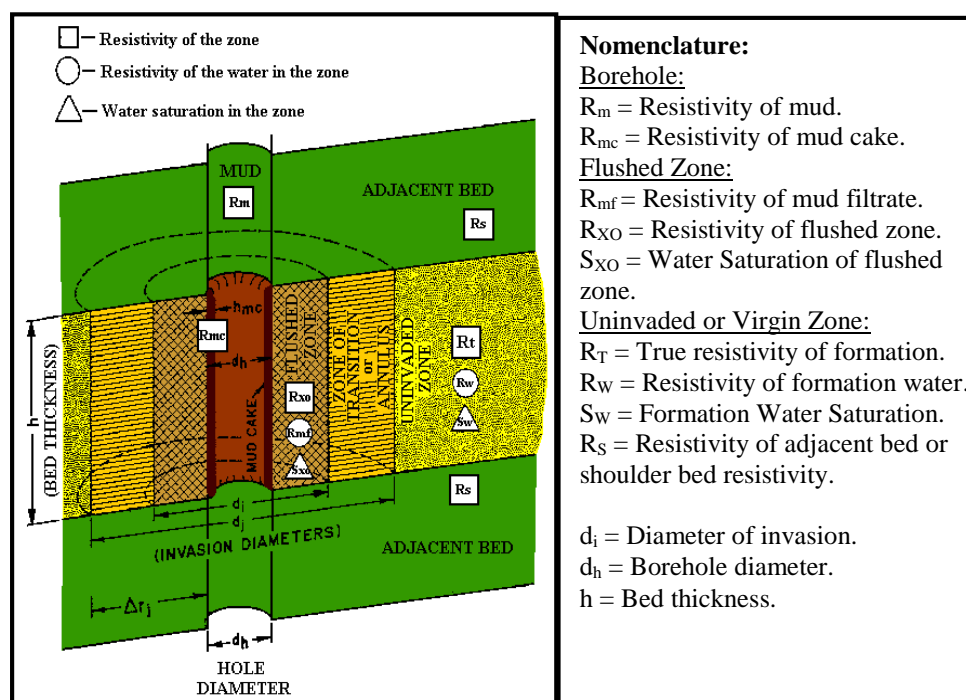 — Resistivity of the zone
— Resistivity of the water in the zone
— Water saturation in the zone
MUD
Rm
ADJACENT BED
Rs
hmc
Rmc
dh
FLUSHED
ZONE
ZONE OF
TRANSITION
or
ANNULUS
UNINVADED
ZONE
Rt
Rw
Sw
Rxo
Rmf
Sxo
MUD CAKE
h
(BED THICKNESS)
di
dj
(INVASION DIAMETERS)
Rs
ADJACENT BED
Δrj
dh
HOLE
DIAMETER
Nomenclature:
Borehole:
Rm = Resistivity of mud.
Rmc = Resistivity of mud cake.
Flushed Zone:
Rmf = Resistivity of mud filtrate.
RXO = Resistivity of flushed zone.
SXO = Water Saturation of flushed
zone.
Uninvaded or Virgin Zone:
RT = True resistivity of formation.
RW = Resistivity of formation water.
SW = Formation Water Saturation.
RS = Resistivity of adjacent bed or
shoulder bed resistivity.
di = Diameter of invasion.
dh = Borehole diameter.
h = Bed thickness.